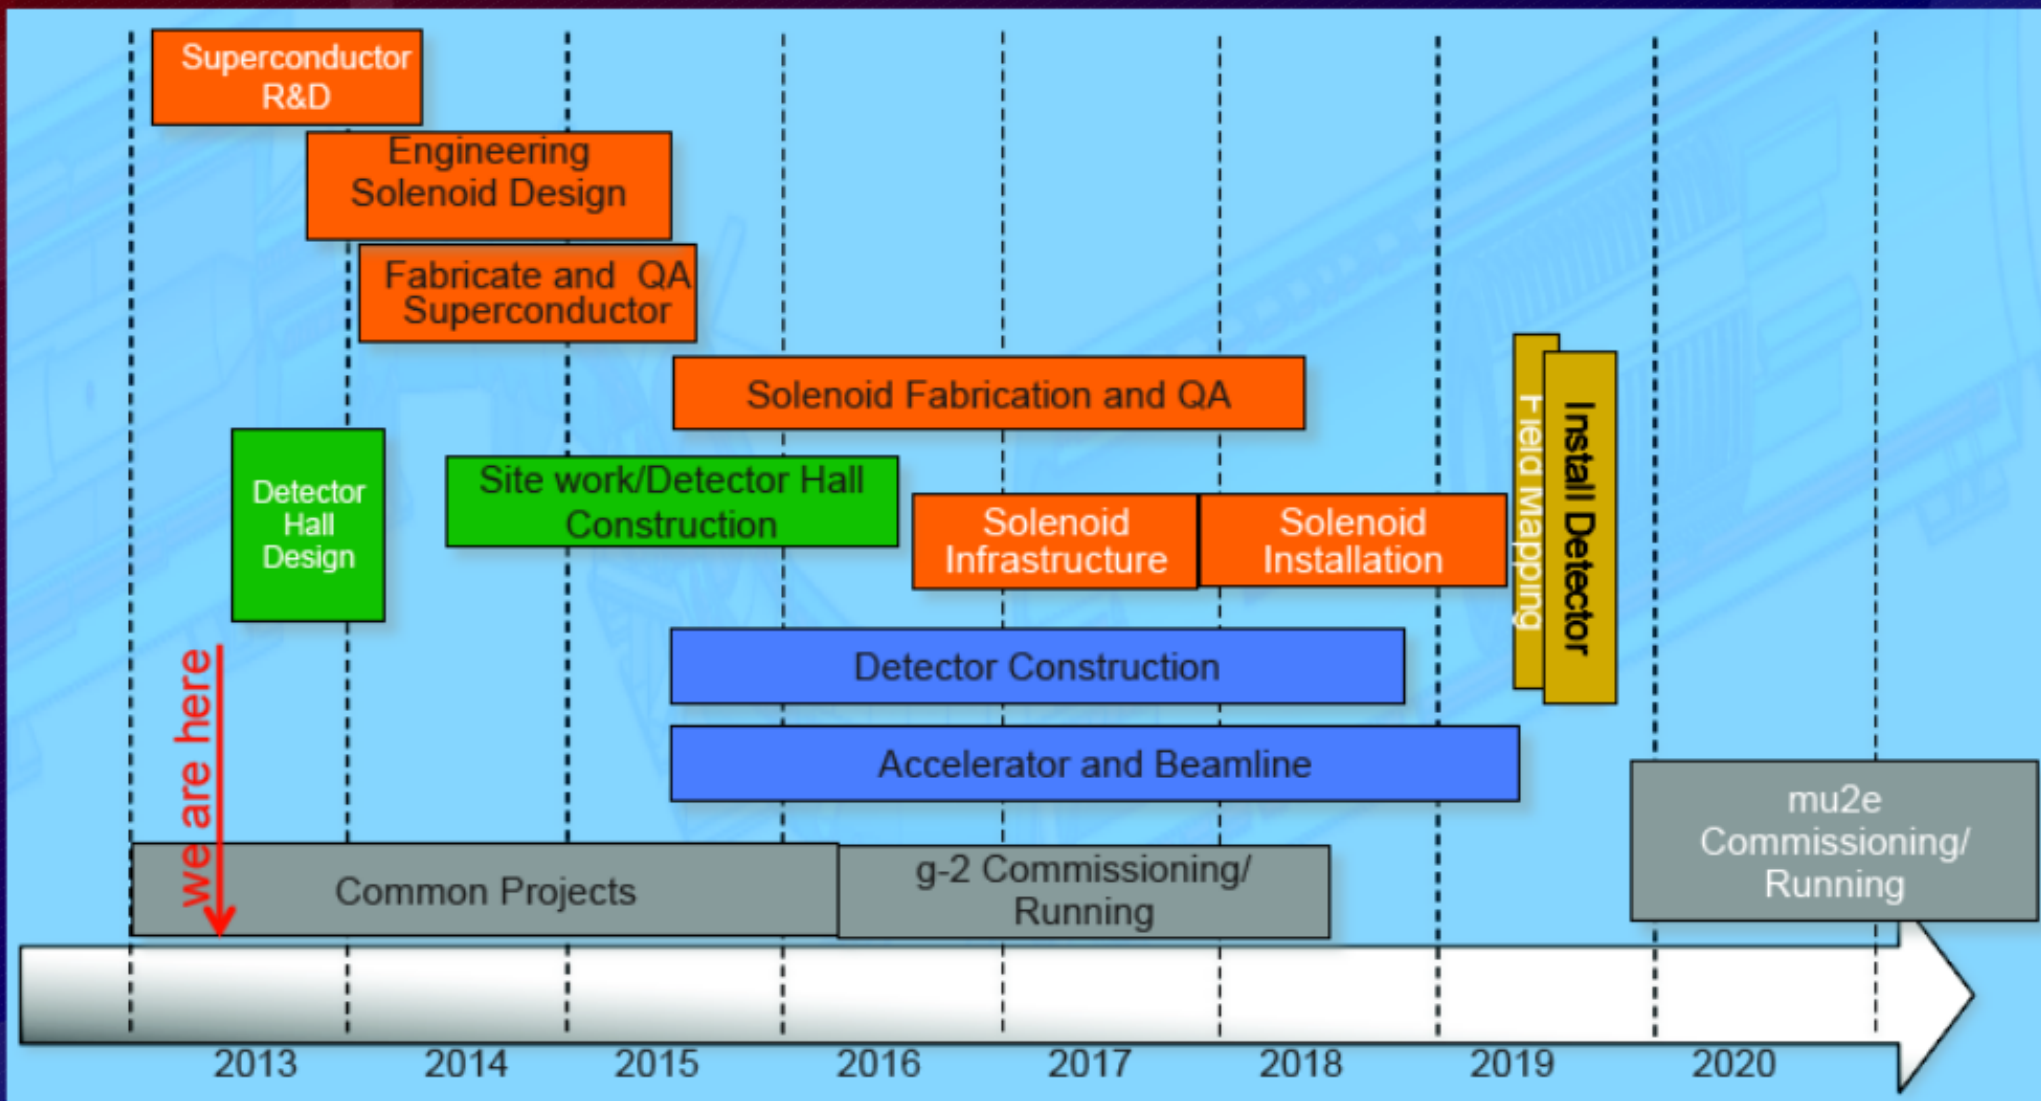 Superconductor
R&D
Engineering
Solenoid Design
Fabricate and QA
Superconductor
Solenoid Fabrication and QA
Field Mapping
Install Detector
Detector
Hall
Design
Site work/Detector Hall
Construction
Solenoid
Infrastructure
Solenoid
Installation
we are here
Detector Construction
Accelerator and Beamline
mu2e
Commissioning/
Running
Common Projects
g-2 Commissioning/
Running
2013 2014 2015 2016 2017 2018 2019 2020